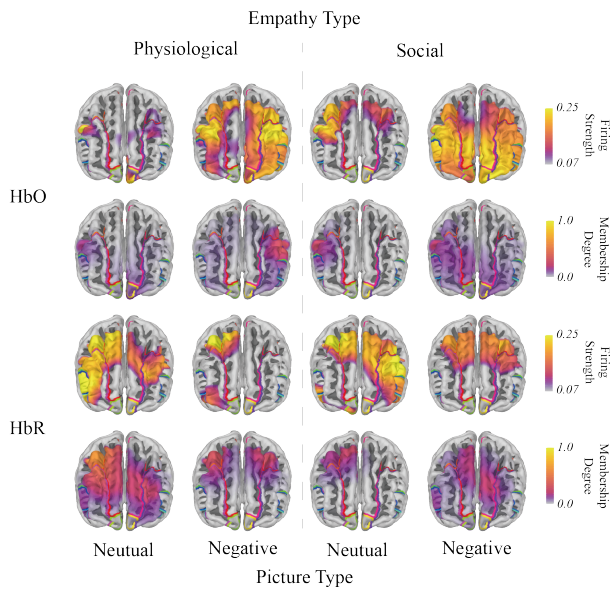 Empathy Type
Physiological
Social
0.25
0.07
Firing
Strength
HbO
1.0
0.0
Membership
Degree
0.25
0.07
Firing
Strength
HbR
1.0
0.0
Membership
Degree
Neutual
Negative
Neutual
Negative
Picture Type